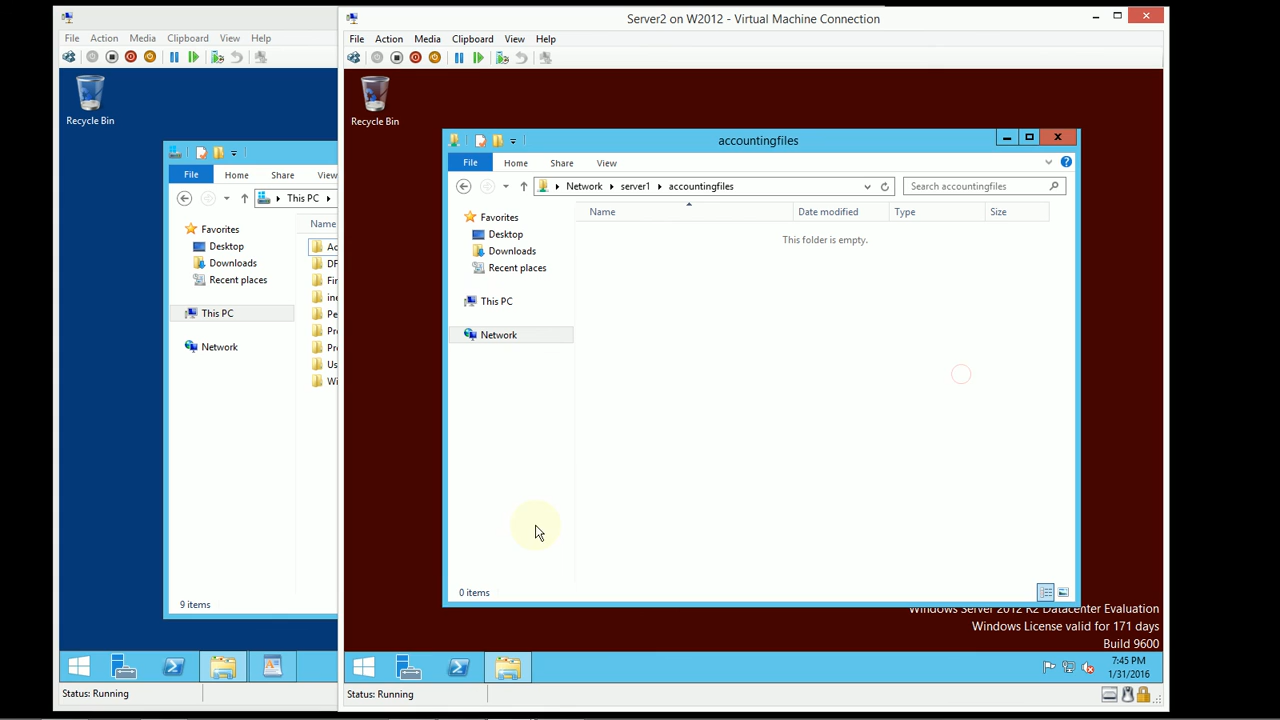 File Action Media Clipboard View Help
Recycle Bin
File Home Share View
This PC
Favorites
Desktop
Downloads
Recent places
This PC
Network
Name
9 items
Status: Running
Server2 on W2012 - Virtual Machine Connection
File Action Media Clipboard View Help
Recycle Bin
accountingfiles
File Home Share View
Network server1 accountingfiles
Search accountingfiles
Favorites
Desktop
Downloads
Recent places
This PC
Network
Name Date modified Type Size
This folder is empty.
0 items
Windows Server 2012 R2 Datacenter Evaluation
Windows License valid for 171 days
Build 9600
7:45 PM
1/31/2016
Status: Running